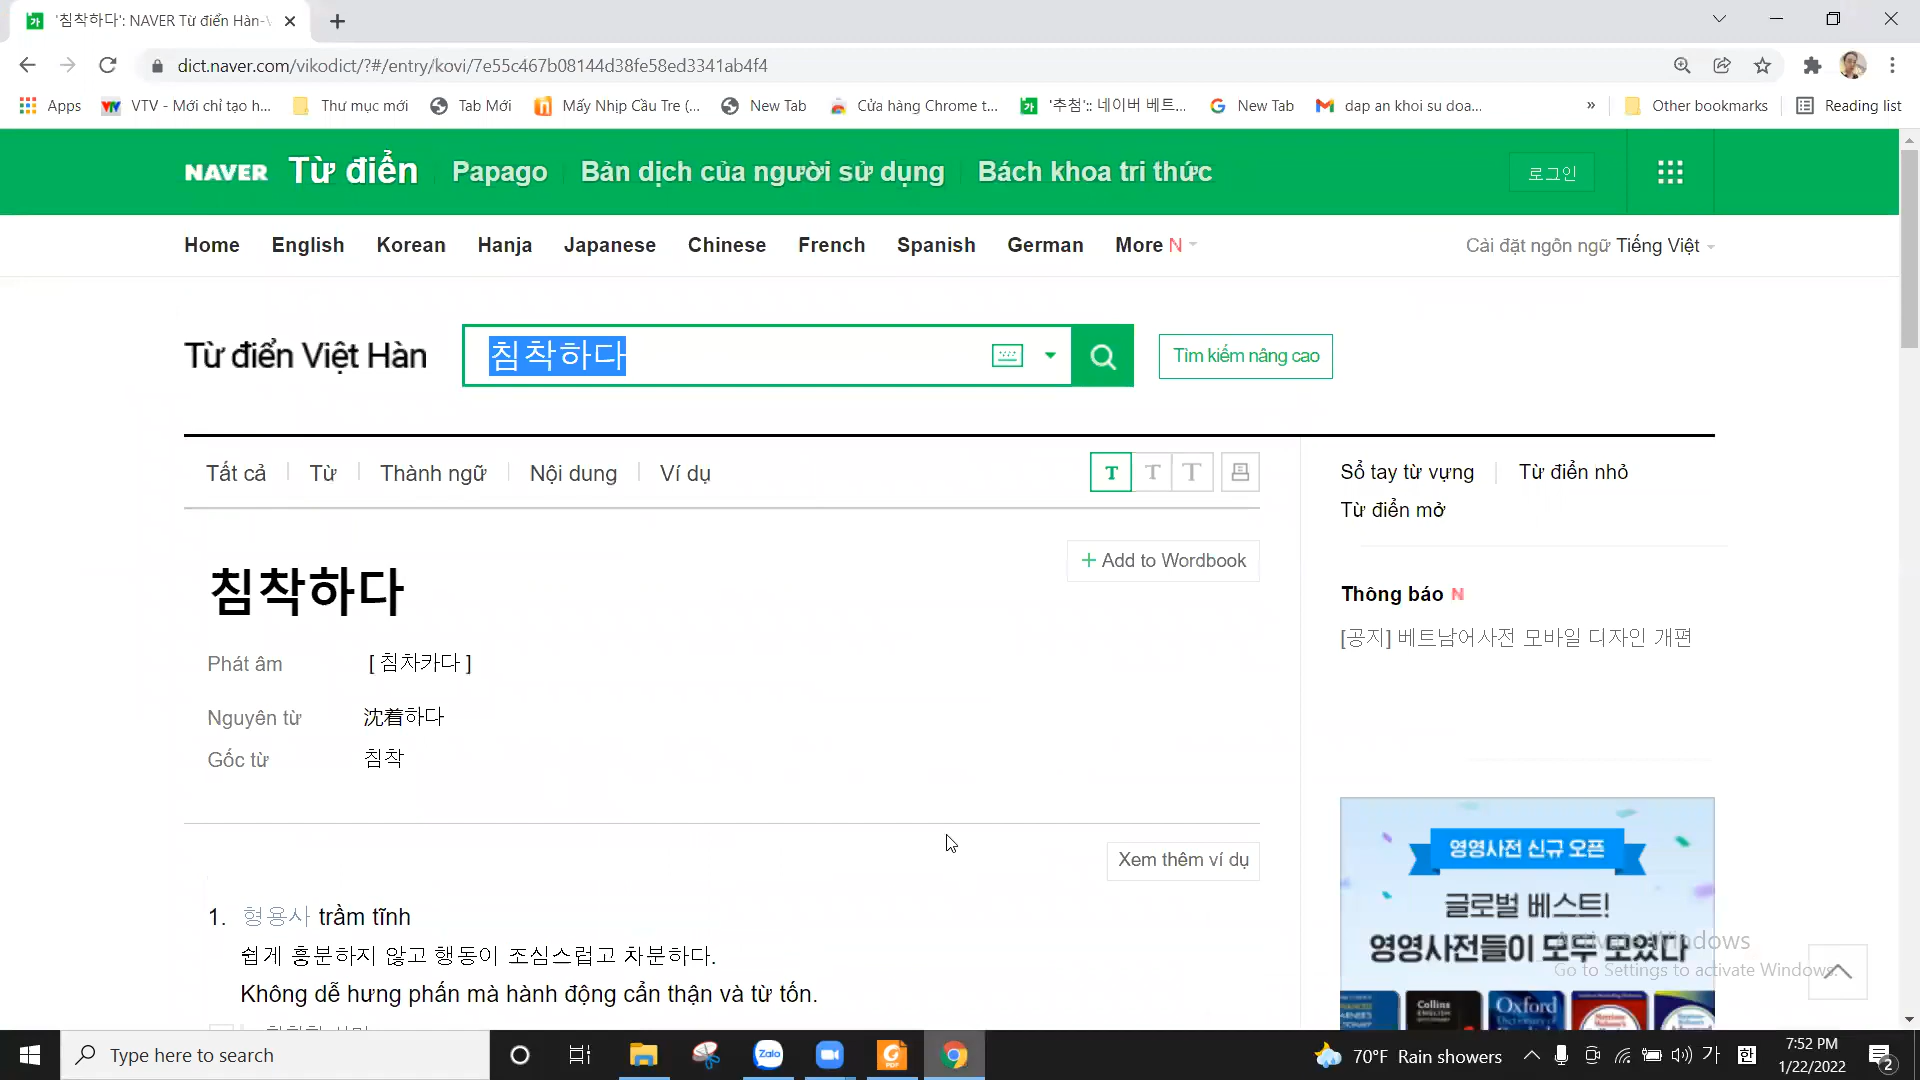 '침착하다': NAVER Từ điển Hàn-
dict.naver.com/vikodict/?#/entry/kovi/7e55c467b08144d38fe58ed3341ab4f4
Apps VTV - Mới chỉ tạo h... Thư mục mới Tab Mới Mấy Nhịp Cầu Tre (... New Tab Cửa hàng Chrome t... '추첨':: 네이버 베트... New Tab dap an khoi su doa... » Other bookmarks Reading list
NAVER Từ điển Papago Bản dịch của người sử dụng Bách khoa tri thức 로그인
Home English Korean Hanja Japanese Chinese French Spanish German More N Cài đặt ngôn ngữ Tiếng Việt
Từ điển Việt Hàn 침착하다 Tìm kiếm nâng cao
Tất cả Từ Thành ngữ Nội dung Ví dụ T T T
Sổ tay từ vựng Từ điển nhỏ
Từ điển mở
+ Add to Wordbook
침착하다
Phát âm [ 침차카다 ]
Nguyên từ 沈着하다
Gốc từ 침착
Thông báo N
[공지] 베트남어사전 모바일 디자인 개편
Xem thêm ví dụ
1. 형용사 trầm tĩnh
쉽게 흥분하지 않고 행동이 조심스럽고 차분하다.
Không dễ hưng phấn mà hành động cẩn thận và từ tốn.
영영사전 신규 오픈
글로벌 베스트!
영영사전들이 모두 모였다
Collins
Oxford
Activate Windows
Go to Settings to activate Windows.
Type here to search
Zalo
70°F Rain showers
가 한
7:52 PM
1/22/2022
2